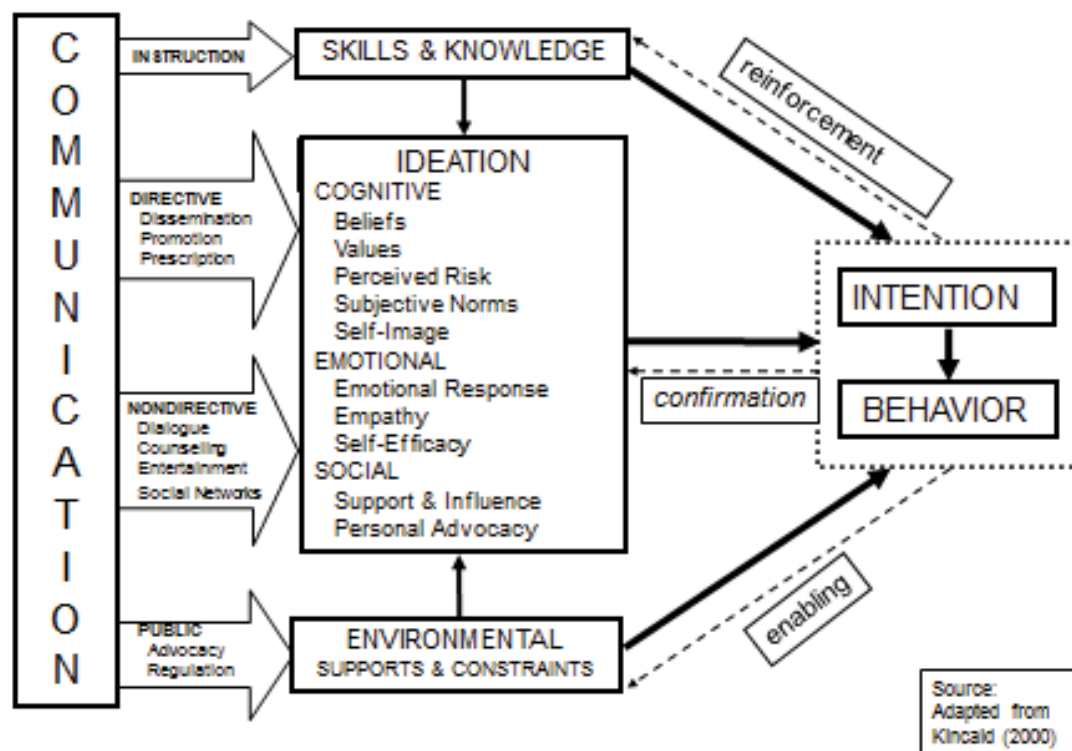 COMMUNICATION
INSTRUCTION
SKILLS & KNOWLEDGE
reinforcement
DIRECTIVE
Dissemination
Promotion
Prescription
IDEATION
COGNITIVE
Beliefs
Values
Perceived Risk
Subjective Norms
Self-Image
EMOTIONAL
Emotional Response
Empathy
Self-Efficacy
SOCIAL
Support & Influence
Personal Advocacy
NONDIRECTIVE
Dialogue
Counseling
Entertainment
Social Networks
confirmation
INTENTION
BEHAVIOR
PUBLIC
Advocacy
Regulation
ENVIRONMENTAL
SUPPORTS & CONSTRAINTS
enabling
Source:
Adapted from
Kincaid (2000)